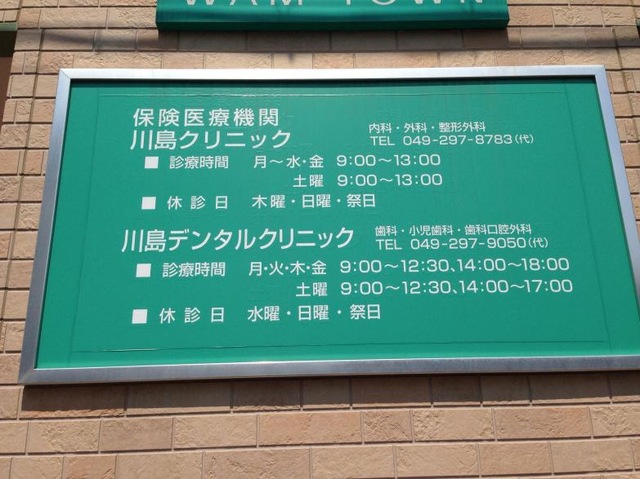 WAM TOWN
保険医療機関
川島クリニック 内科・外科・整形外科
TEL 049-297-8783(代)
■ 診療時間 月～水・金 9:00～13:00
土曜 9:00～13:00
■ 休診日 木曜・日曜・祭日
川島デンタルクリニック 歯科・小児歯科・歯科口腔外科
TEL 049-297-9050(代)
■ 診療時間 月・火・木・金 9:00～12:30、14:00～18:00
土曜 9:00～12:30、14:00～17:00
■ 休診日 水曜・日曜・祭日